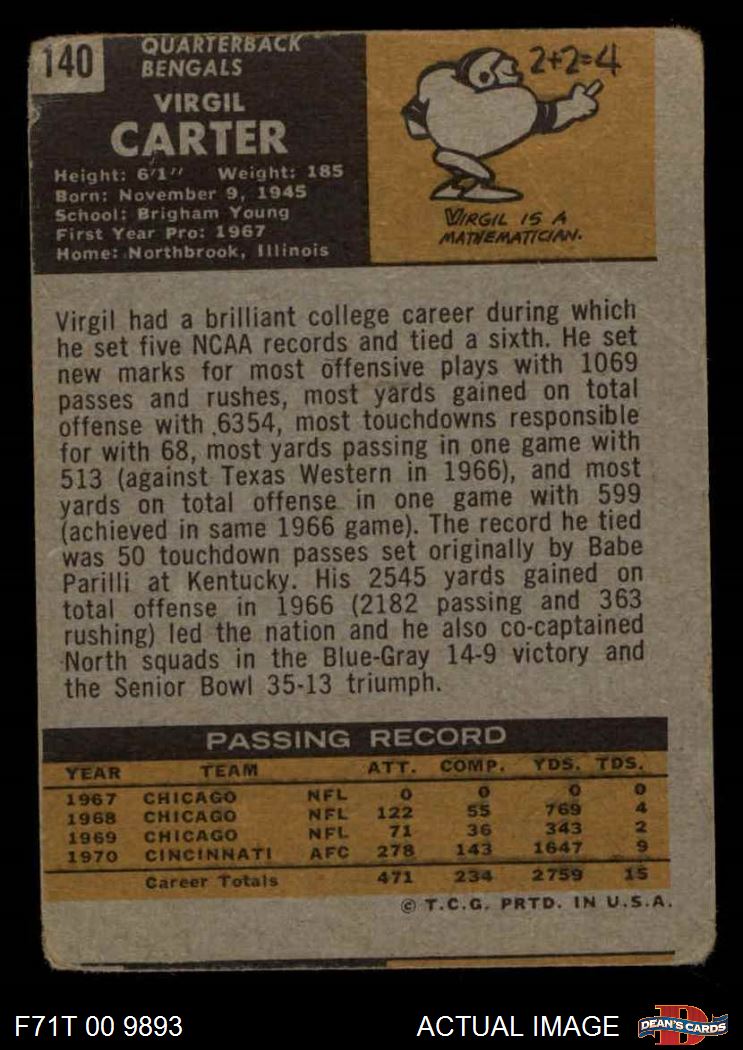 140
QUARTERBACK
BENGALS
VIRGIL
CARTER
Height: 6'1" Weight: 185
Born: November 9, 1945
School: Brigham Young
First Year Pro: 1967
Home: Northbrook, Illinois
2+2=4
VIRGIL IS A
MATHEMATICIAN.
Virgil had a brilliant college career during which
he set five NCAA records and tied a sixth. He set
new marks for most offensive plays with 1069
passes and rushes, most yards gained on total
offense with 6354, most touchdowns responsible
for with 68, most yards passing in one game with
513 (against Texas Western in 1966), and most
yards on total offense in one game with 599
(achieved in same 1966 game). The record he tied
was 50 touchdown passes set originally by Babe
Parilli at Kentucky. His 2545 yards gained on
total offense in 1966 (2182 passing and 363
rushing) led the nation and he also co-captained
North squads in the Blue-Gray 14-9 victory and
the Senior Bowl 35-13 triumph.
PASSING RECORD
YEAR TEAM ATT. COMP. YDS. TDS.
1967 CHICAGO NFL 0 0 0 0
1968 CHICAGO NFL 122 55 769 4
1969 CHICAGO NFL 71 36 343 2
1970 CINCINNATI AFC 278 143 1647 9
Career Totals 471 234 2759 15
© T.C.G. PRTD. IN U.S.A.
F71T 00 9893 ACTUAL IMAGE
D
DEAN'S CARDS